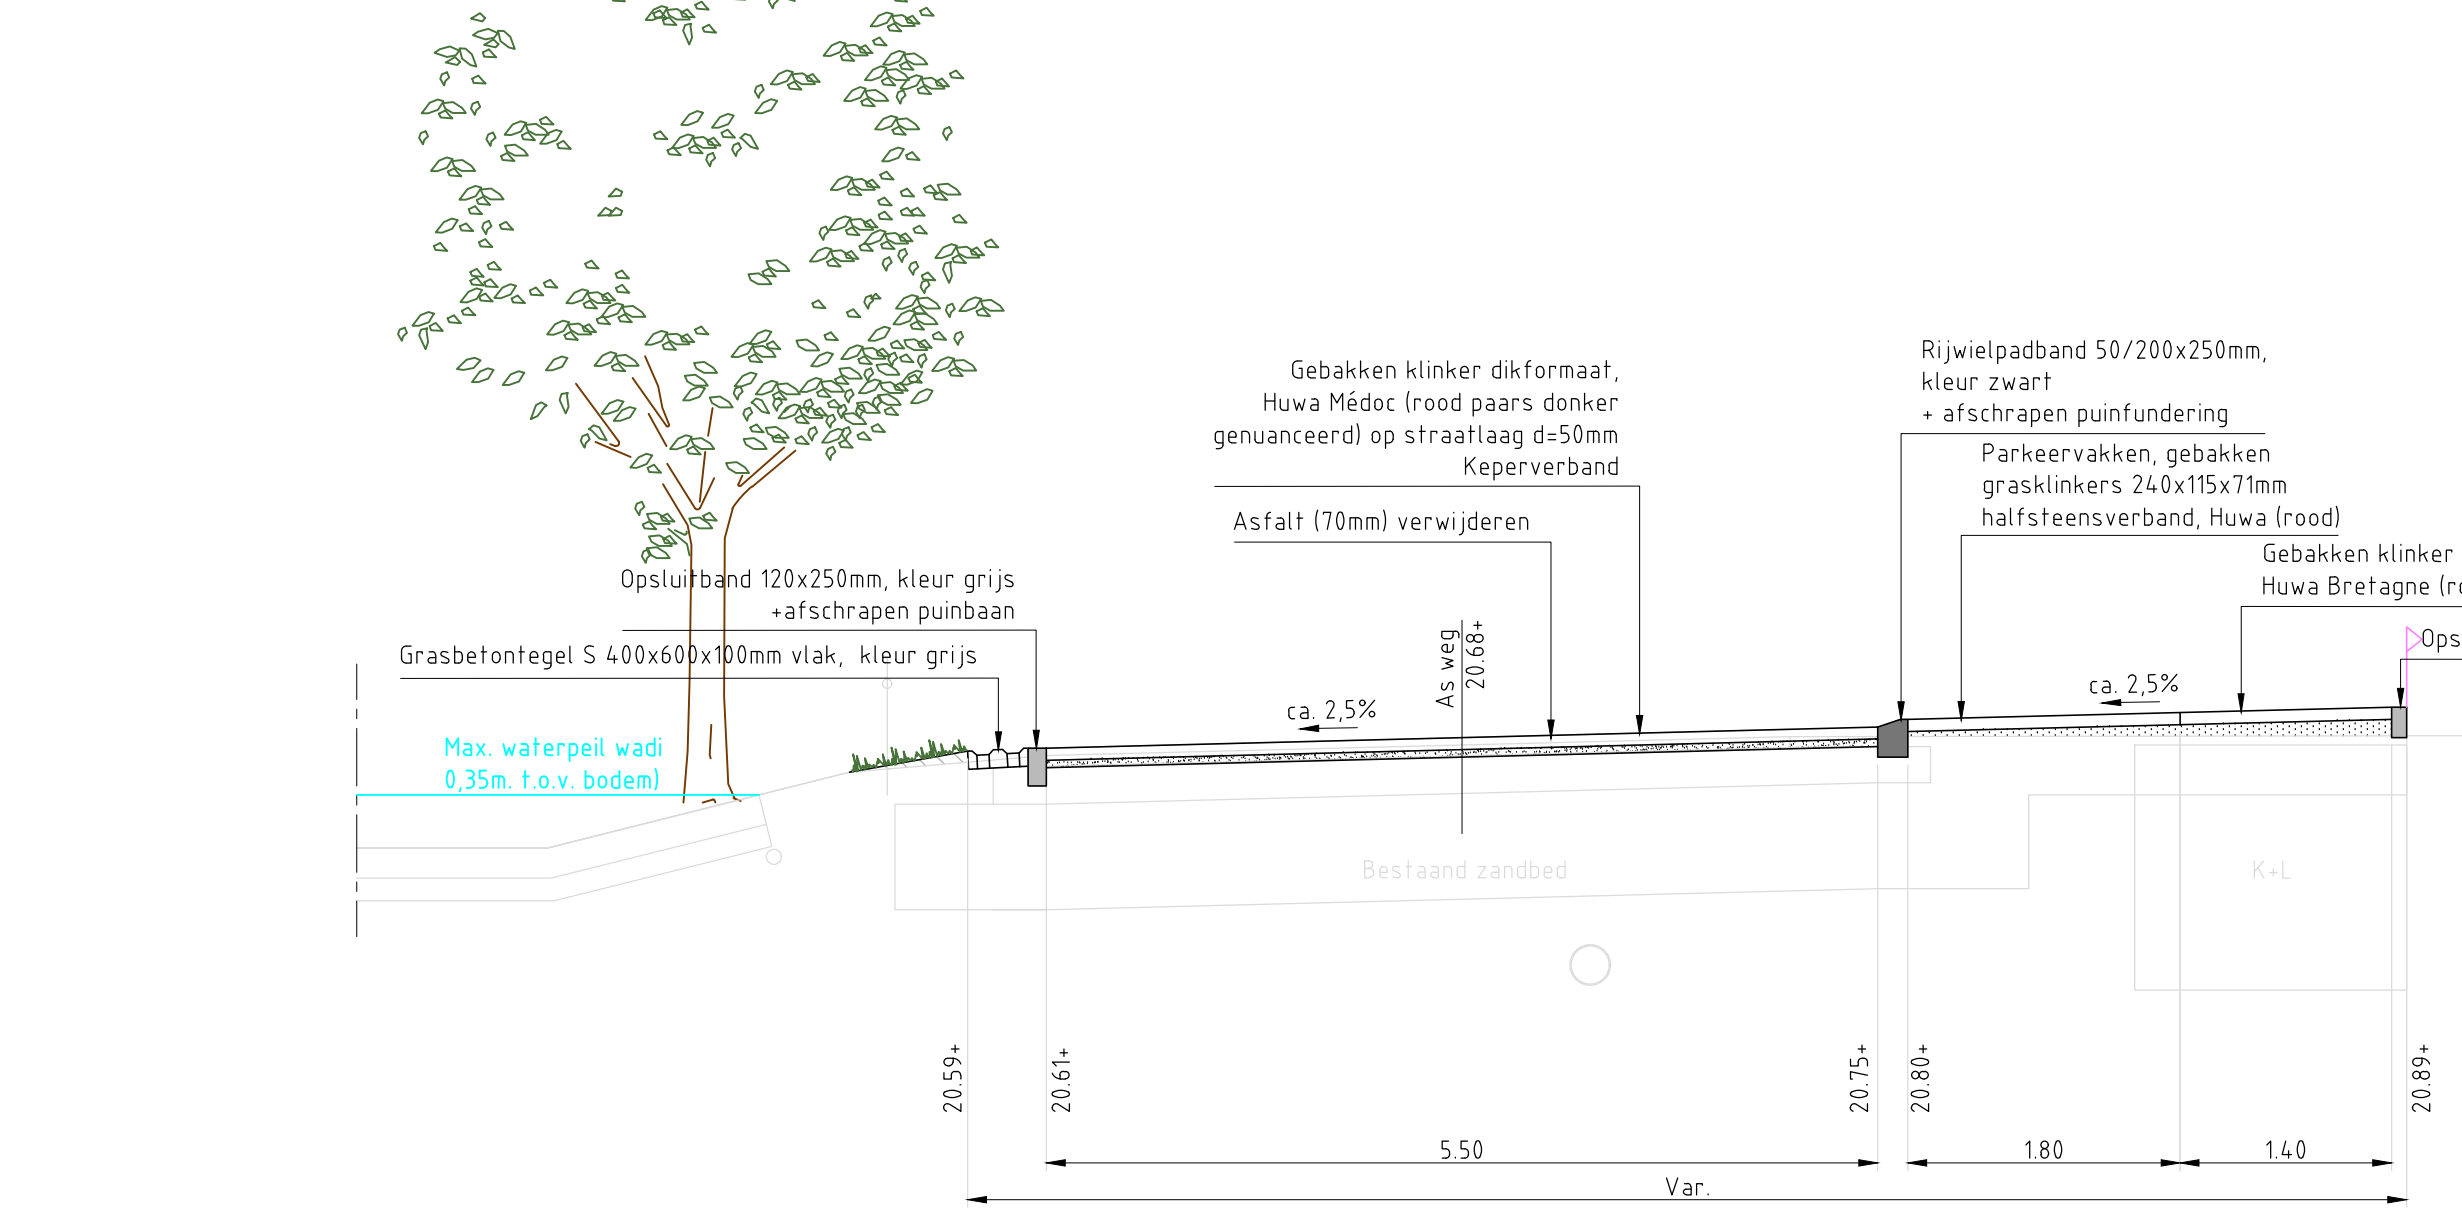 Rijwielpadband 50/200x250mm,
kleur zwart
+ afschrapen puinfundering
Gebakken klinker dikformaat,
Huwa Médoc (rood paars donker
genuanceerd) op straatlaag d=50mm
Keperverband
Parkeervakken, gebakken
grasklinkers 240x115x71mm
halfsteensverband, Huwa (rood)
Asfalt (70mm) verwijderen
Gebakken klinker
Huwa Bretagne (ro
Opsluitband 120x250mm, kleur grijs
+afschrapen puinbaan
Ops
Grasbetontegel S 400x600x100mm vlak, kleur grijs
As weg
20.68+
ca. 2,5%
ca. 2,5%
Max. waterpeil wadi
0,35m. t.o.v. bodem)
Bestaand zandbed
K+L
20.59+
20.61+
20.75+
20.80+
20.89+
5.50
1.80
1.40
Var.